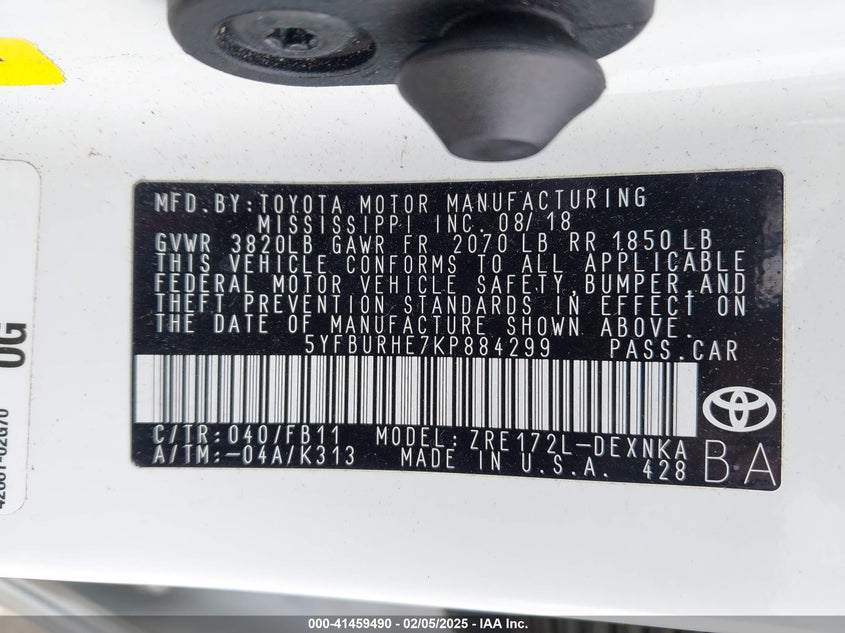 MFD. BY: TOYOTA MOTOR MANUFACTURING
MISSISSIPPI INC. 08/18
GVWR 3820LB GAWR FR 2070 LB RR 1850 LB
THIS VEHICLE CONFORMS TO ALL APPLICABLE
FEDERAL MOTOR VEHICLE SAFETY, BUMPER, AND
THEFT PREVENTION STANDARDS IN EFFECT ON
THE DATE OF MANUFACTURE SHOWN ABOVE.
5YFBURHE7KP884299 PASS. CAR
C/TR: 040/FB11 MODEL: ZRE172L-DEXNKA
A/TM: -04A/K313 MADE IN U.S.A. 428
B·A
0G
000-41459490 - 02/05/2025 - IAA Inc.